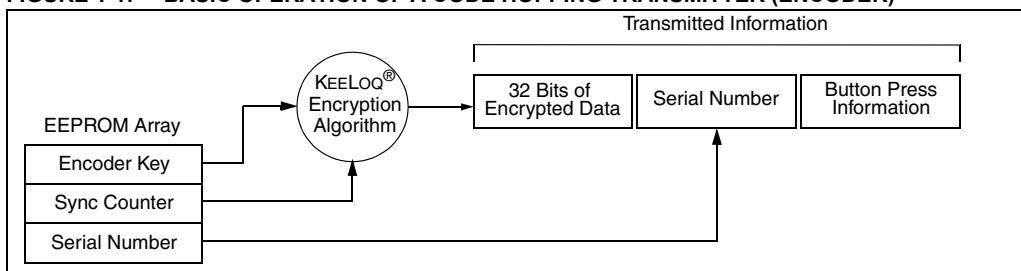 FIGURE 1-1: BASIC OPERATION OF A CODE HOPPING TRANSMITTER (ENCODER)
Transmitted Information
KEELOQ®
Encryption
Algorithm
32 Bits of
Encrypted Data
Serial Number
Button Press
Information
EEPROM Array
Encoder Key
Sync Counter
Serial Number